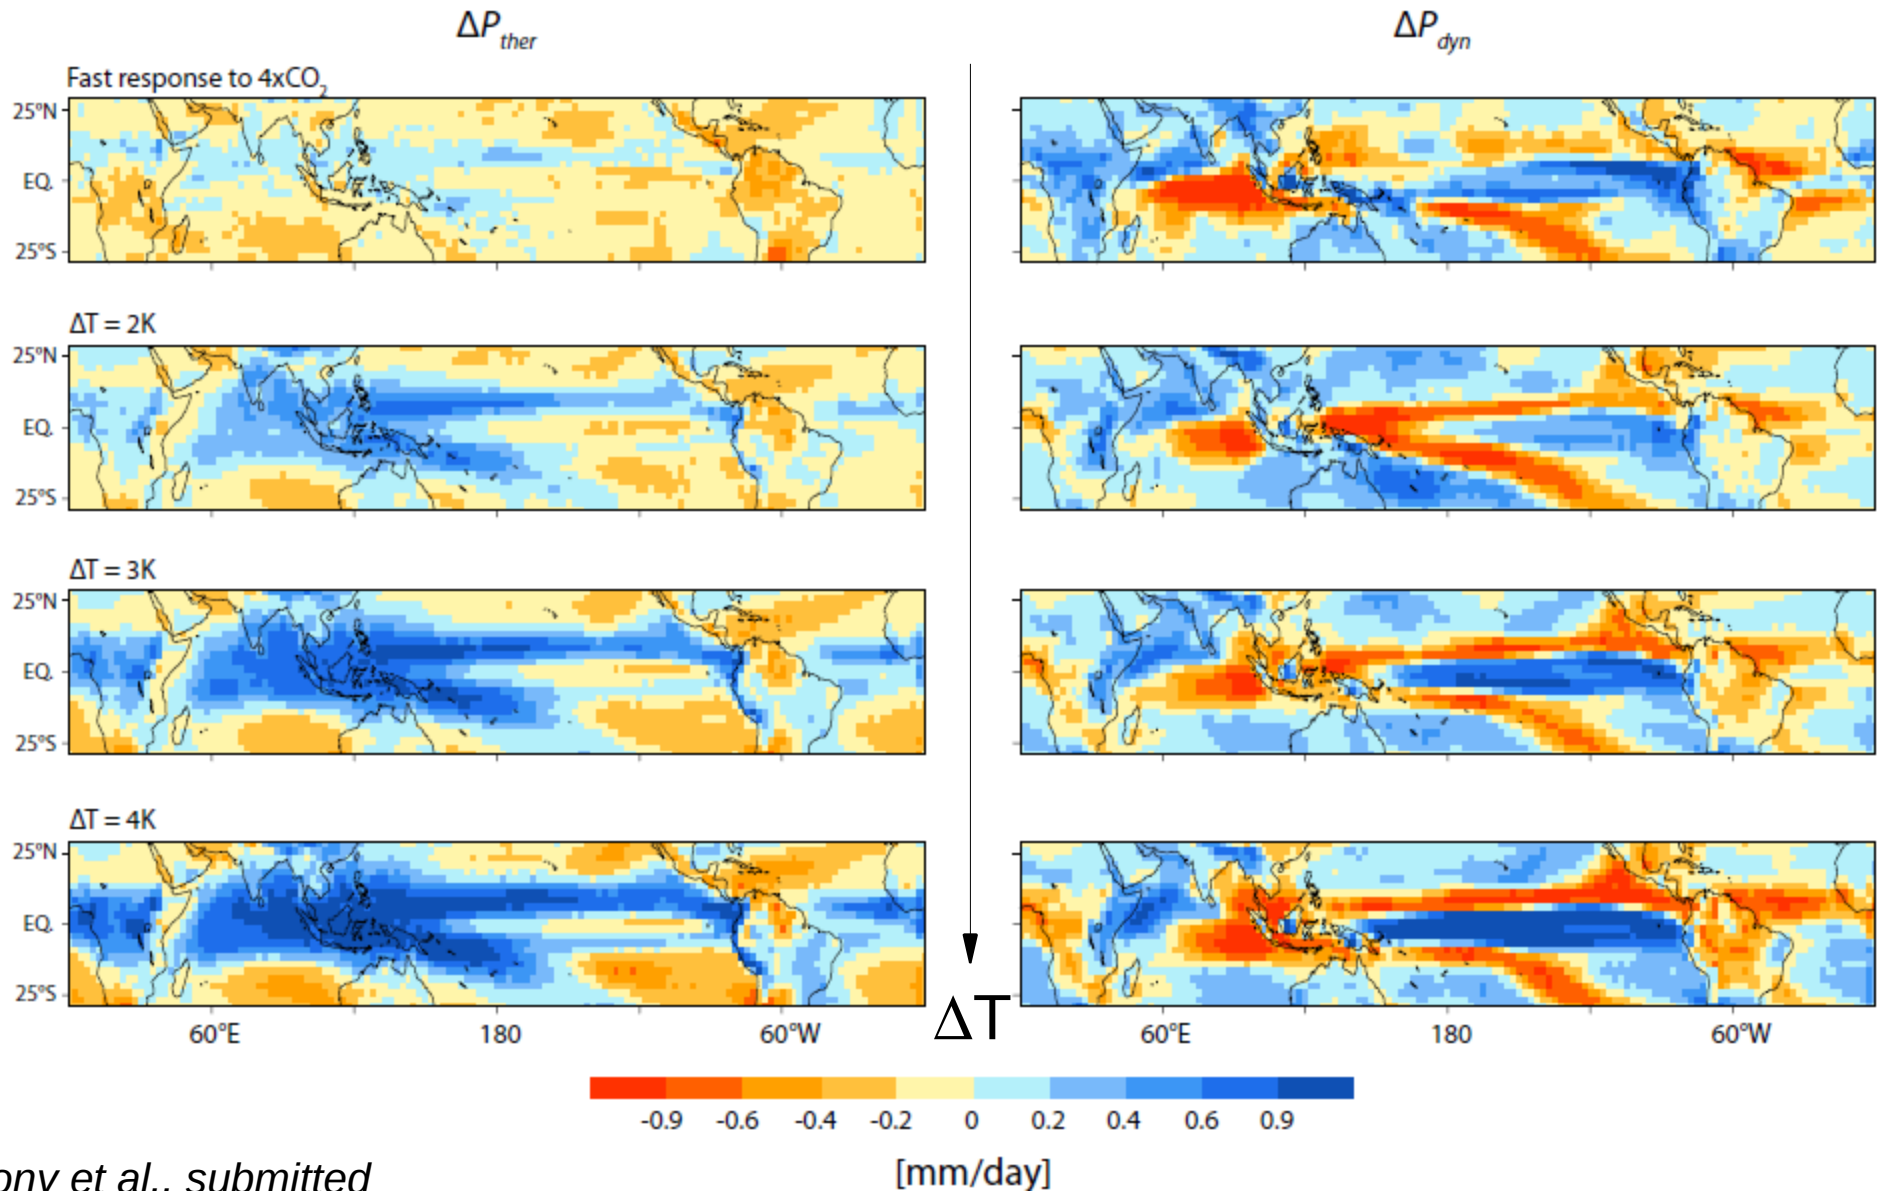 ΔP_ther
ΔP_dyn
Fast response to 4xCO₂
25°N
EQ.
25°S
ΔT = 2K
25°N
EQ.
25°S
ΔT = 3K
25°N
EQ.
25°S
ΔT = 4K
25°N
EQ.
25°S
60°E 180 60°W
ΔT
60°E 180 60°W
-0.9 -0.6 -0.4 -0.2 0 0.2 0.4 0.6 0.9
[mm/day]
ony et al., submitted